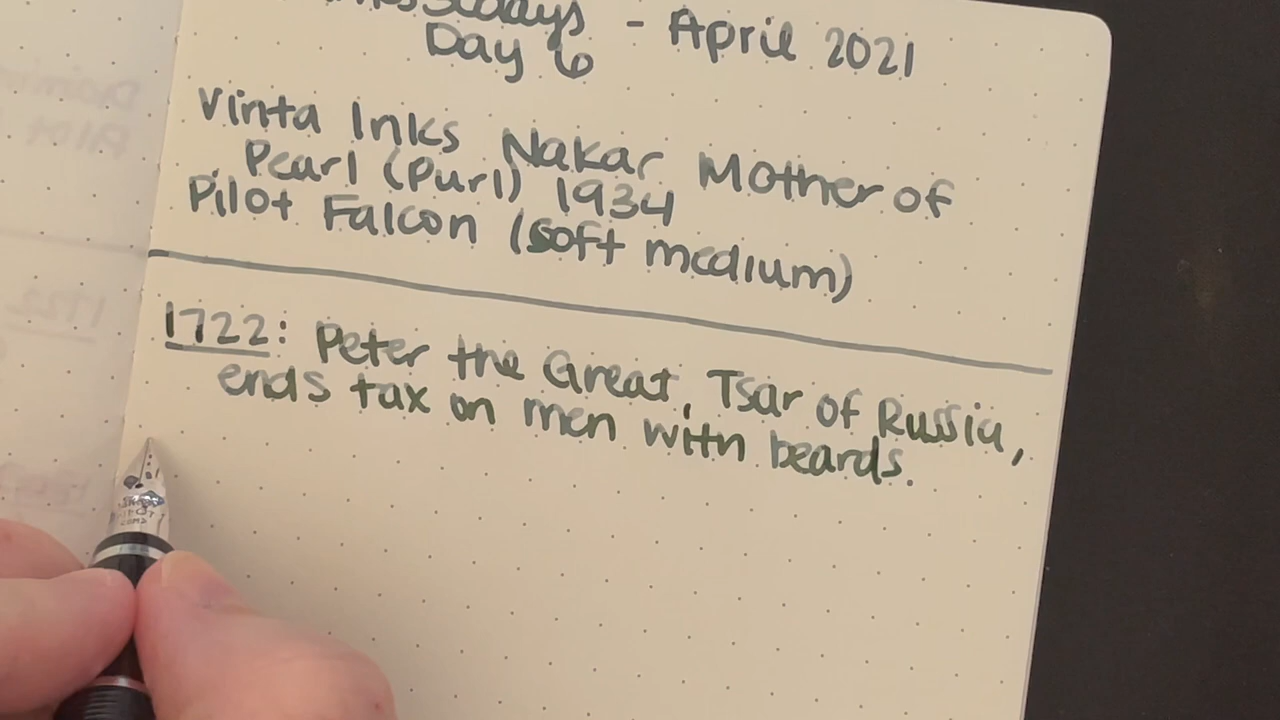 - April 2021
Day 6
Vinta Inks Nakar Mother of
Pearl (Purl) 1934
Pilot Falcon (soft medium)
1722: Peter the Great, Tsar of Russia,
ends tax on men with beards.